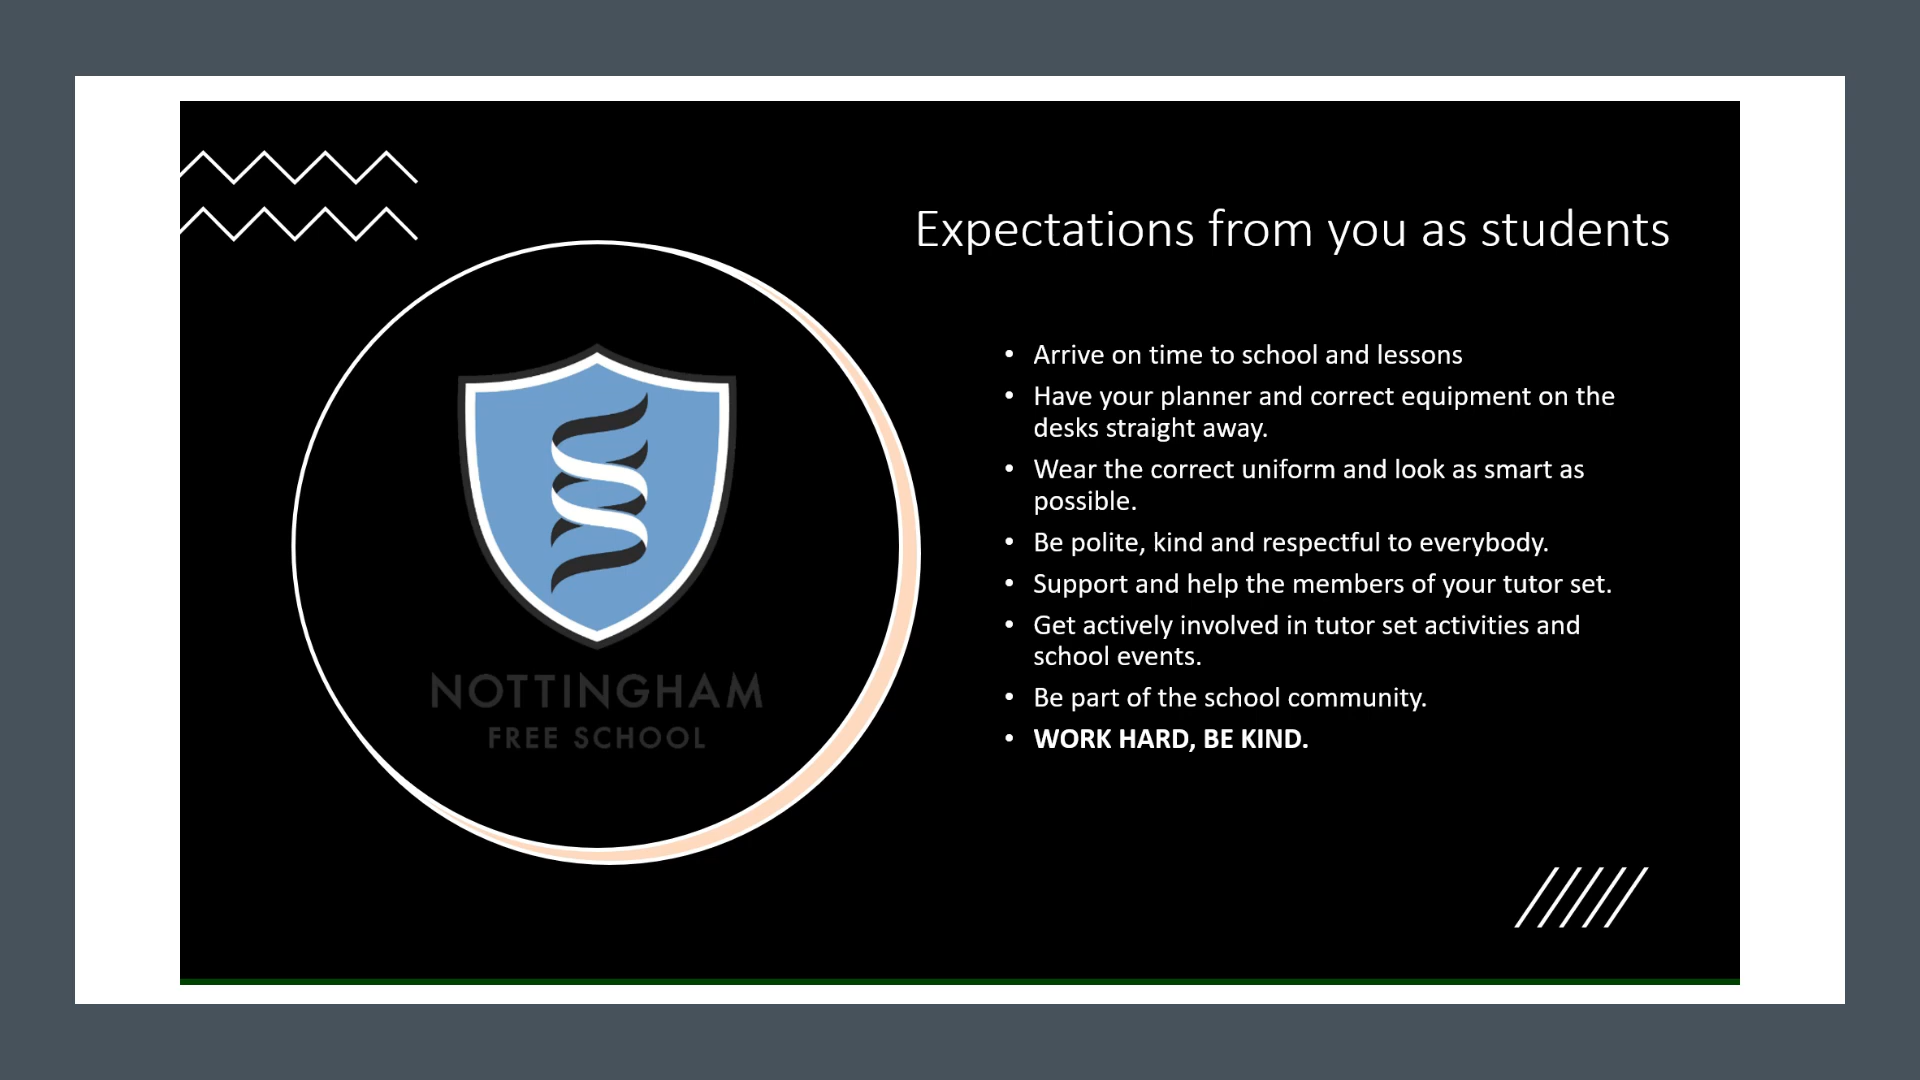 Expectations from you as students
• Arrive on time to school and lessons
• Have your planner and correct equipment on the
desks straight away.
• Wear the correct uniform and look as smart as
possible.
• Be polite, kind and respectful to everybody.
• Support and help the members of your tutor set.
• Get actively involved in tutor set activities and
school events.
• Be part of the school community.
• WORK HARD, BE KIND.
NOTTINGHAM
FREE SCHOOL